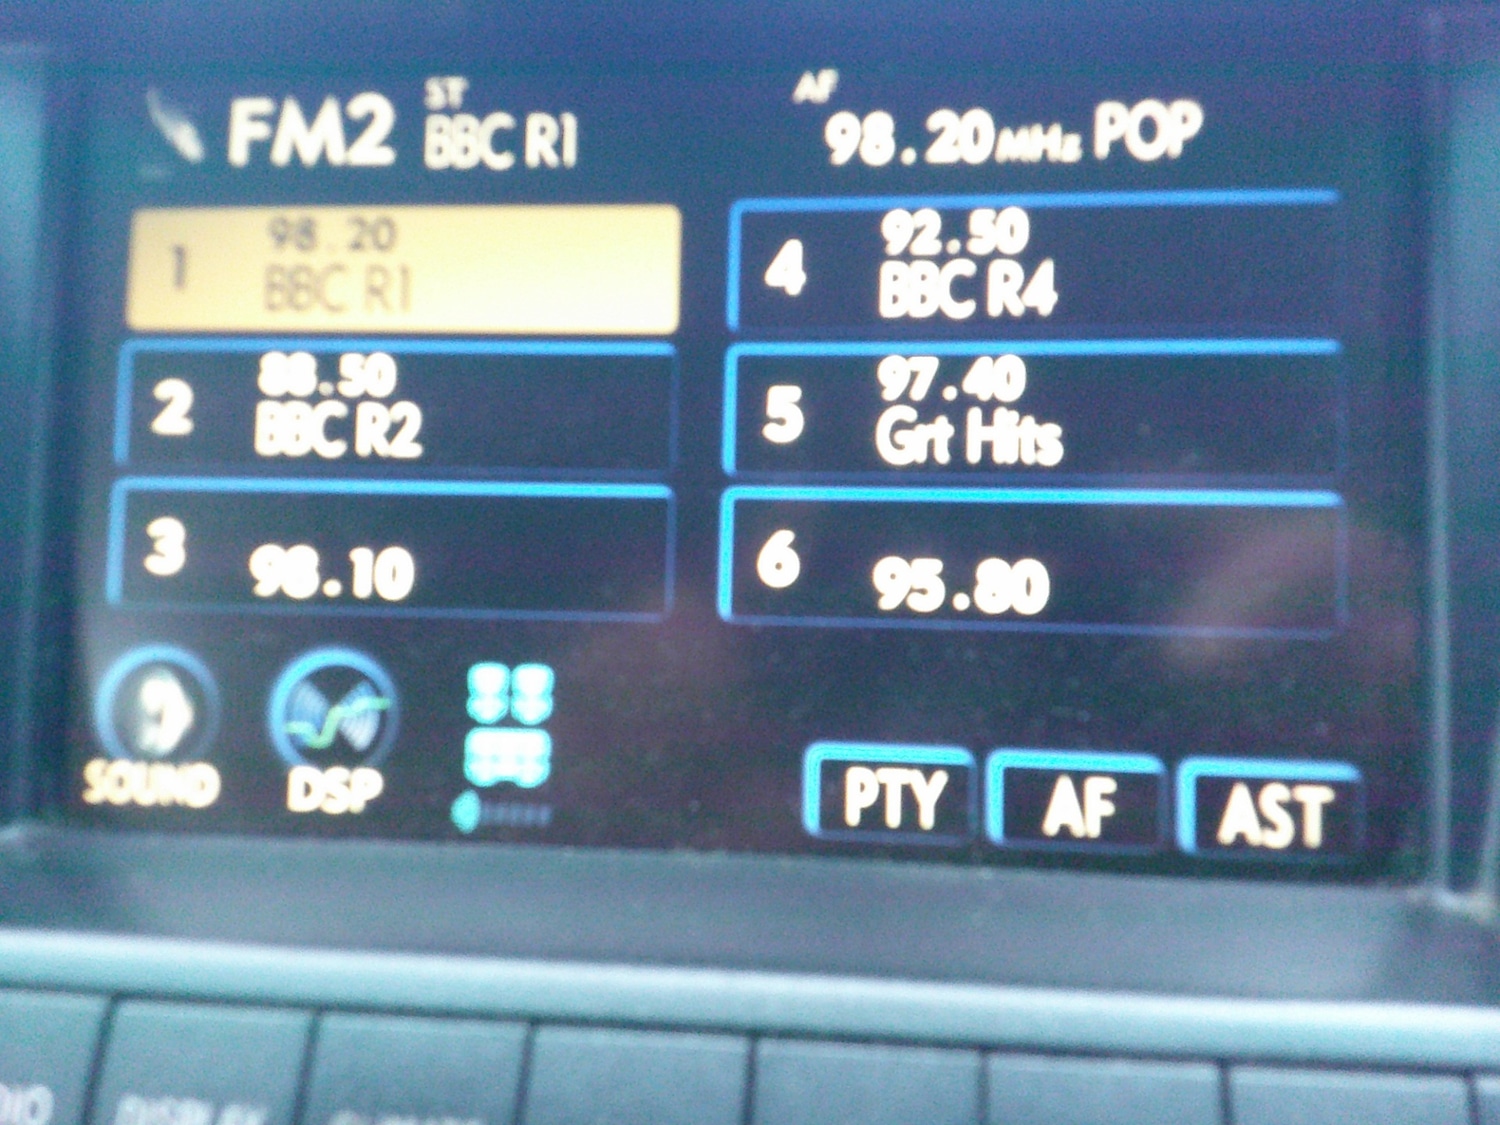 FM2 ST
BBC R1
AF
98.20MHz POP
1 98.20
BBC R1
2 88.50
BBC R2
3 98.10
4 92.50
BBC R4
5 97.40
Grt Hits
6 95.80
SOUND
DSP
PTY
AF
AST
DISPLAY